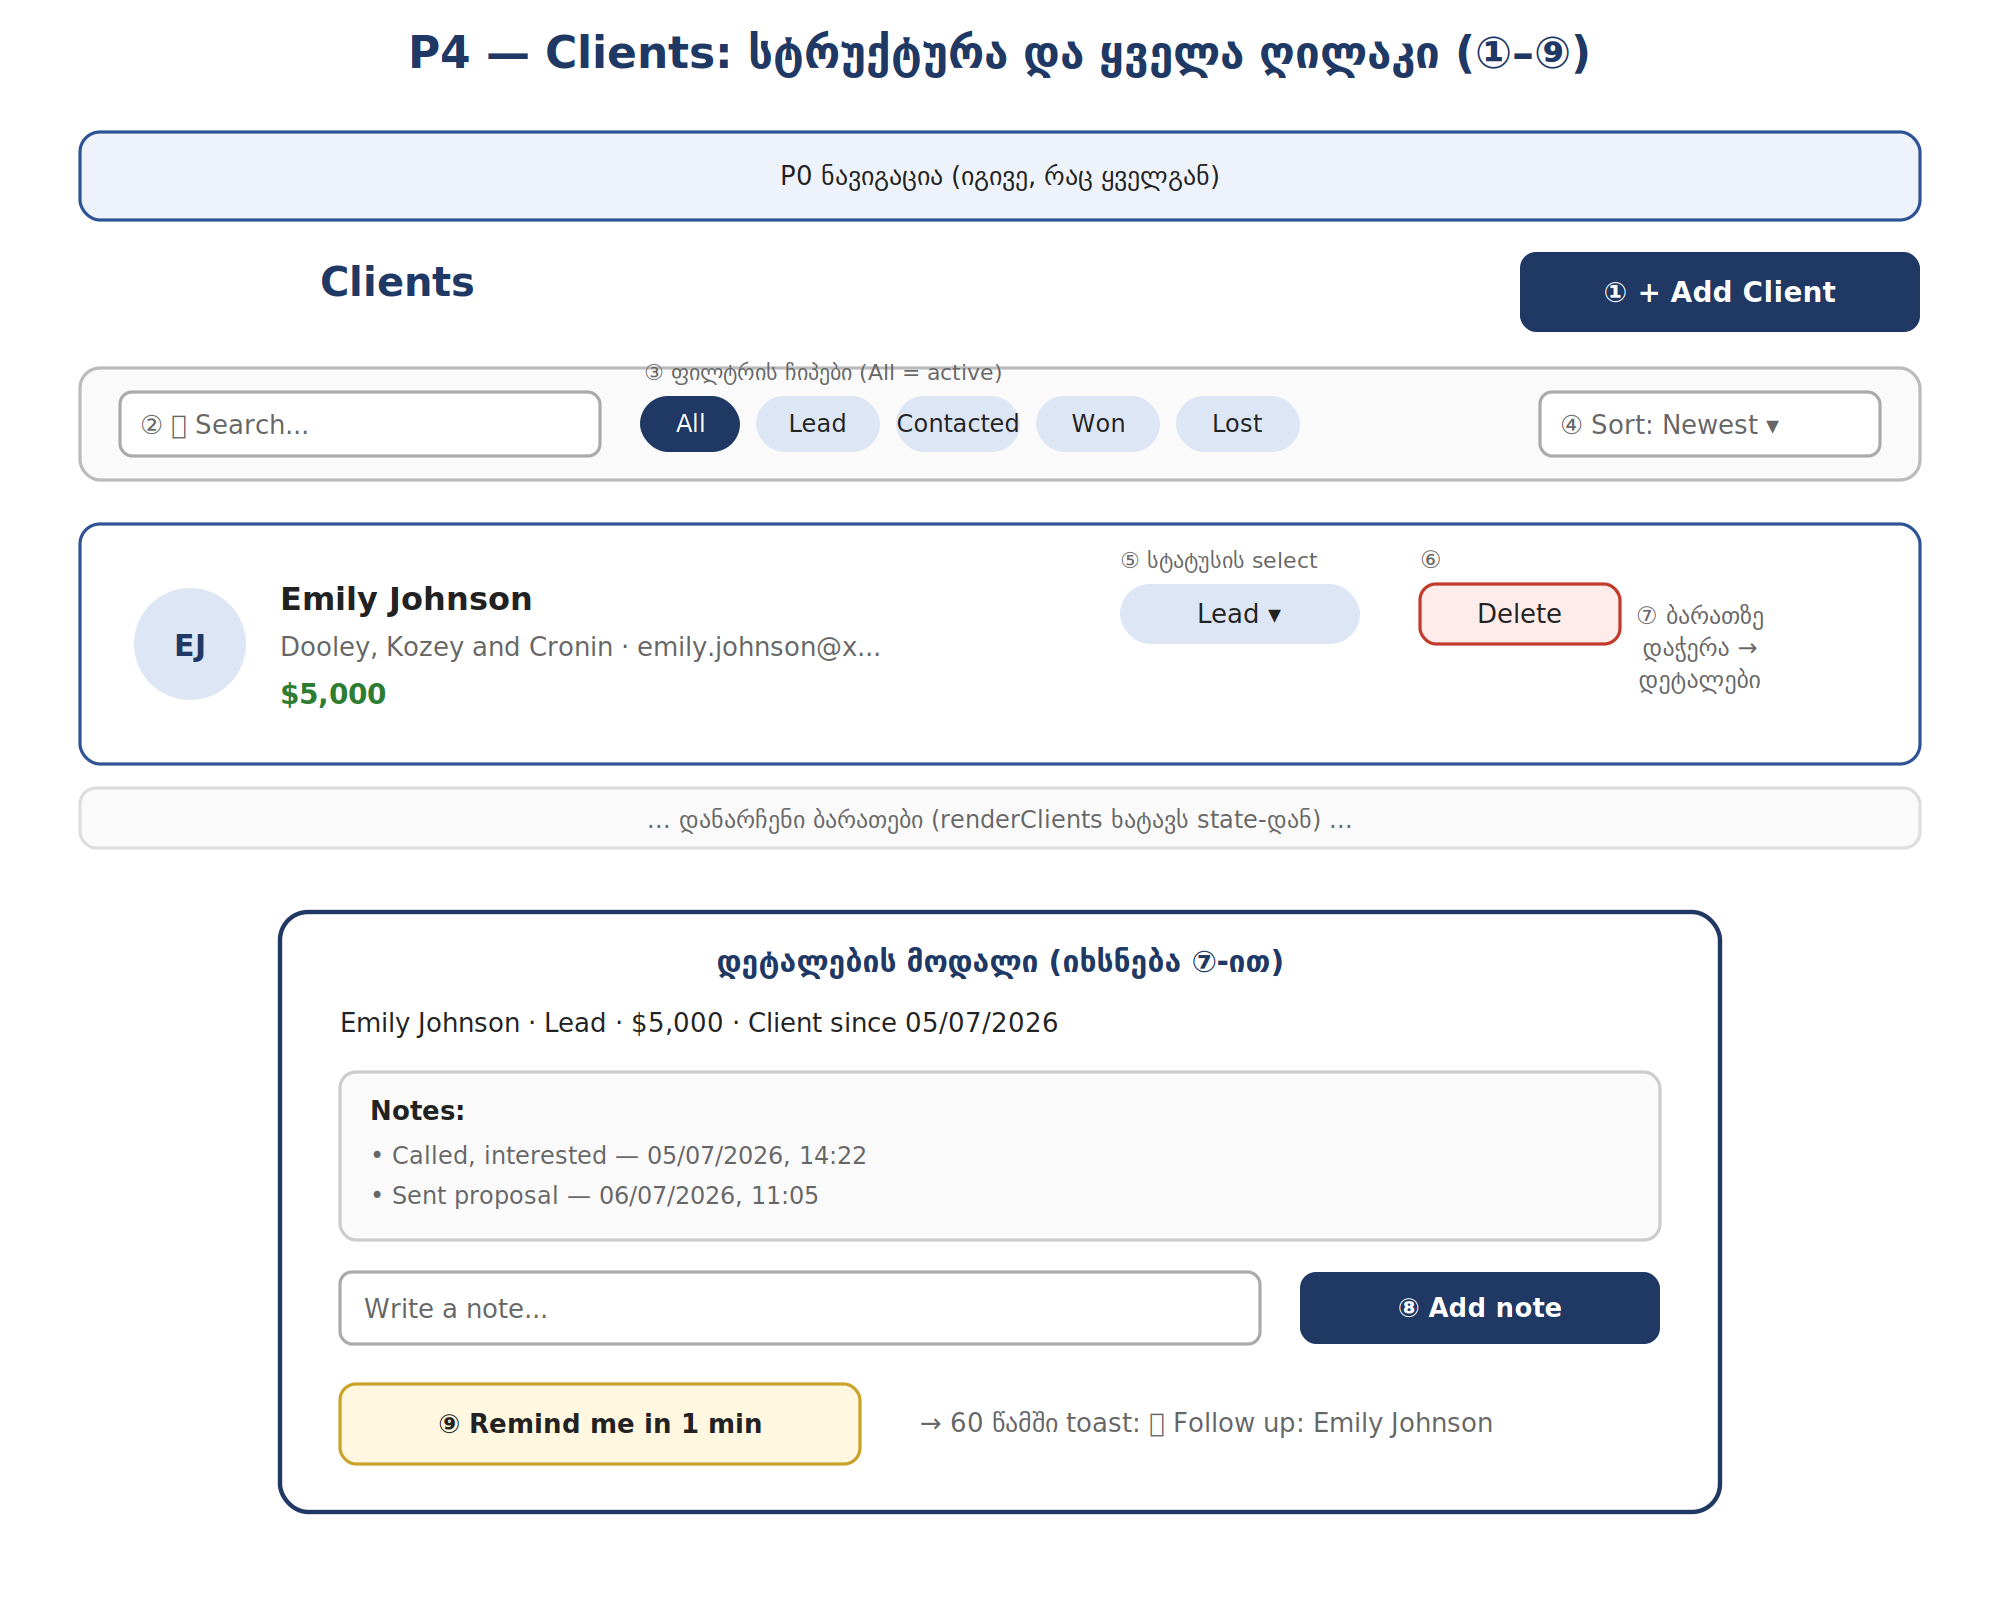 P4 — Clients: სტრუქტურა და ყველა ღილაკი (①–⑨)
P0 ნავიგაცია (იგივე, რაც ყველგან)
Clients
① + Add Client
③ ფილტრის ჩიპები (All = active)
② Search...
All
Lead
Contacted
Won
Lost
④ Sort: Newest ▾
⑤ სტატუსის select
⑥
EJ
Emily Johnson
Dooley, Kozey and Cronin · emily.johnson@x...
$5,000
Lead ▾
Delete
⑦ ბარათზე
დაჭერა →
დეტალები
... დანარჩენი ბარათები (renderClients ხატავს state-დან) ...
დეტალების მოდალი (იხსნება ⑦-ით)
Emily Johnson · Lead · $5,000 · Client since 05/07/2026
Notes:
• Called, interested — 05/07/2026, 14:22
• Sent proposal — 06/07/2026, 11:05
Write a note...
⑧ Add note
⑨ Remind me in 1 min
→ 60 წამში toast: Follow up: Emily Johnson